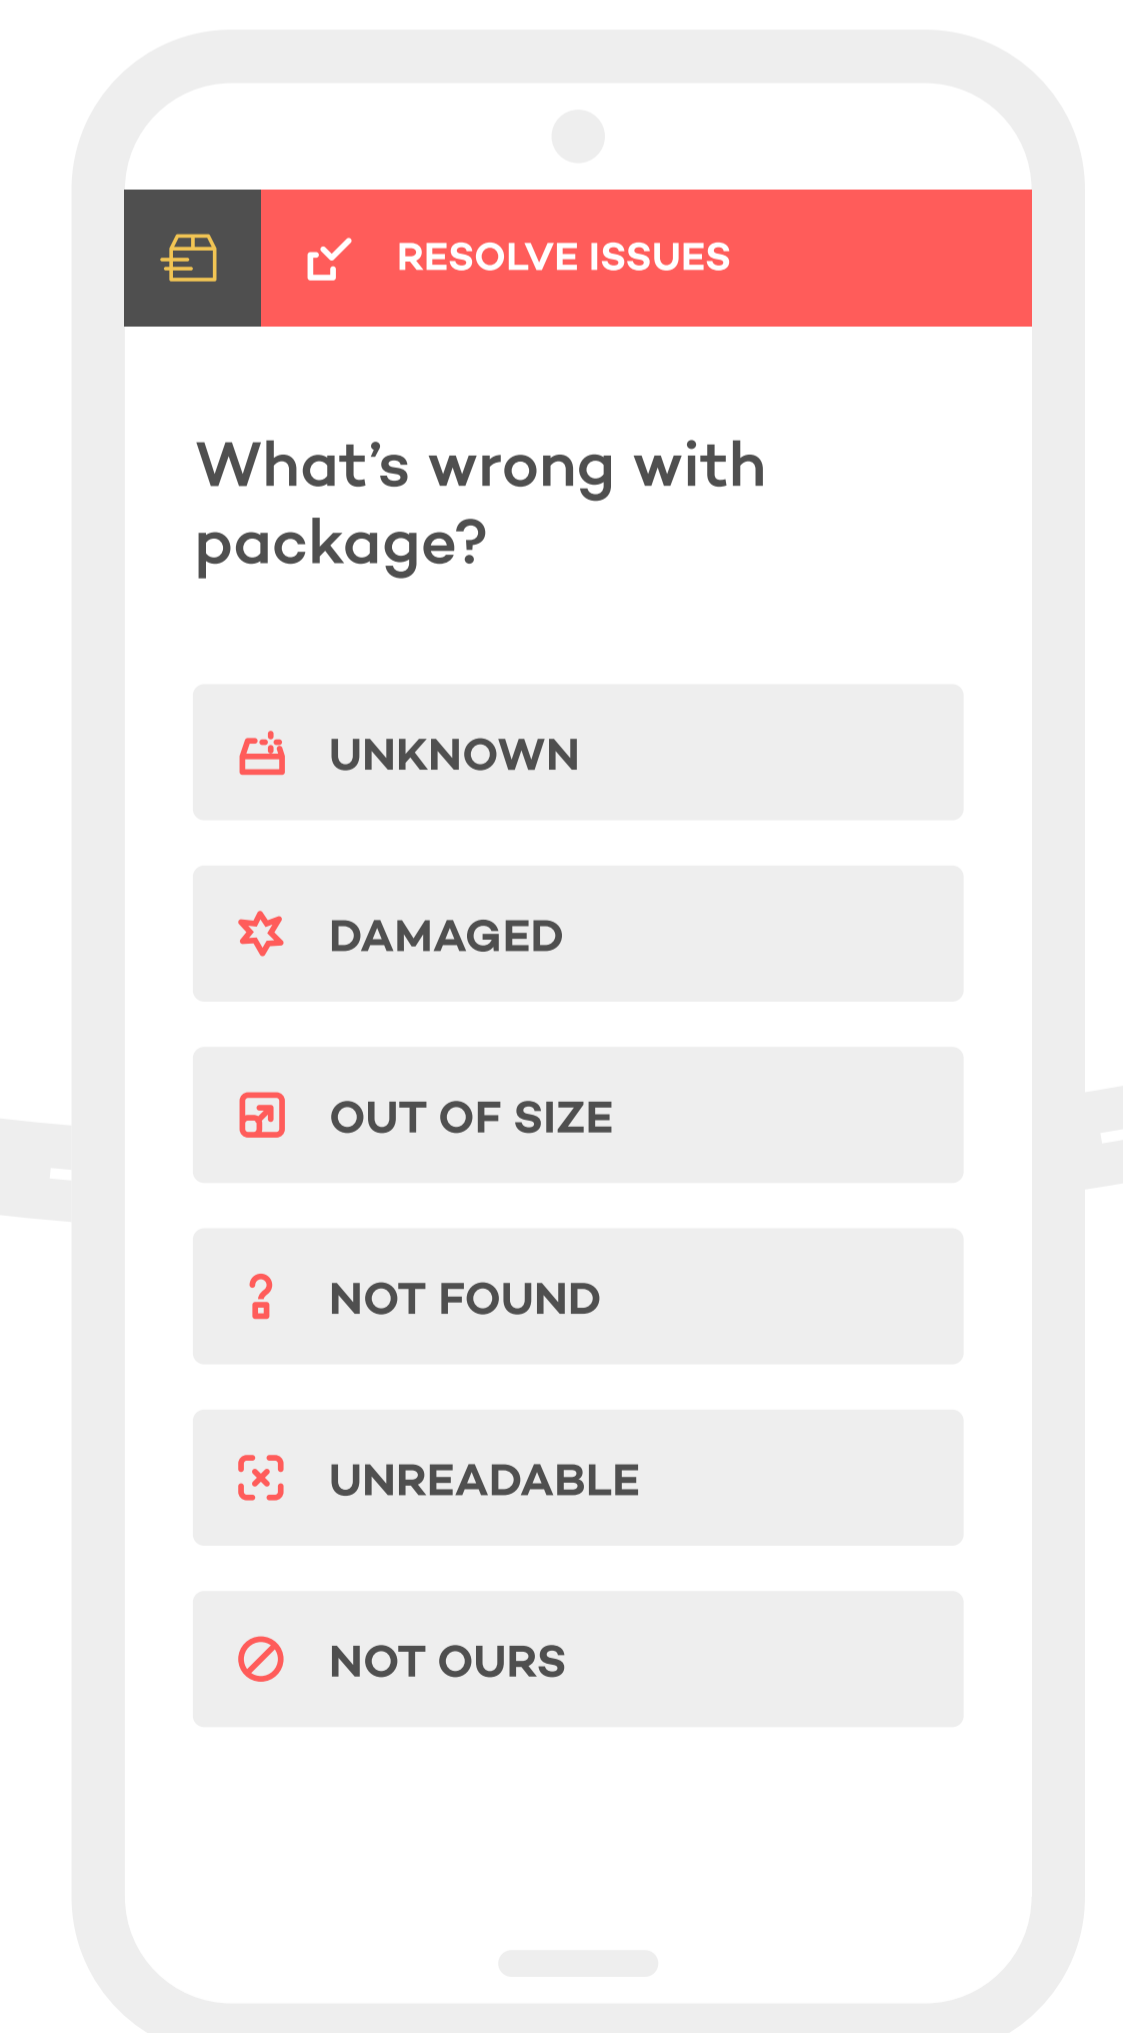 RESOLVE ISSUES
What’s wrong with
package?
UNKNOWN
DAMAGED
OUT OF SIZE
NOT FOUND
UNREADABLE
NOT OURS